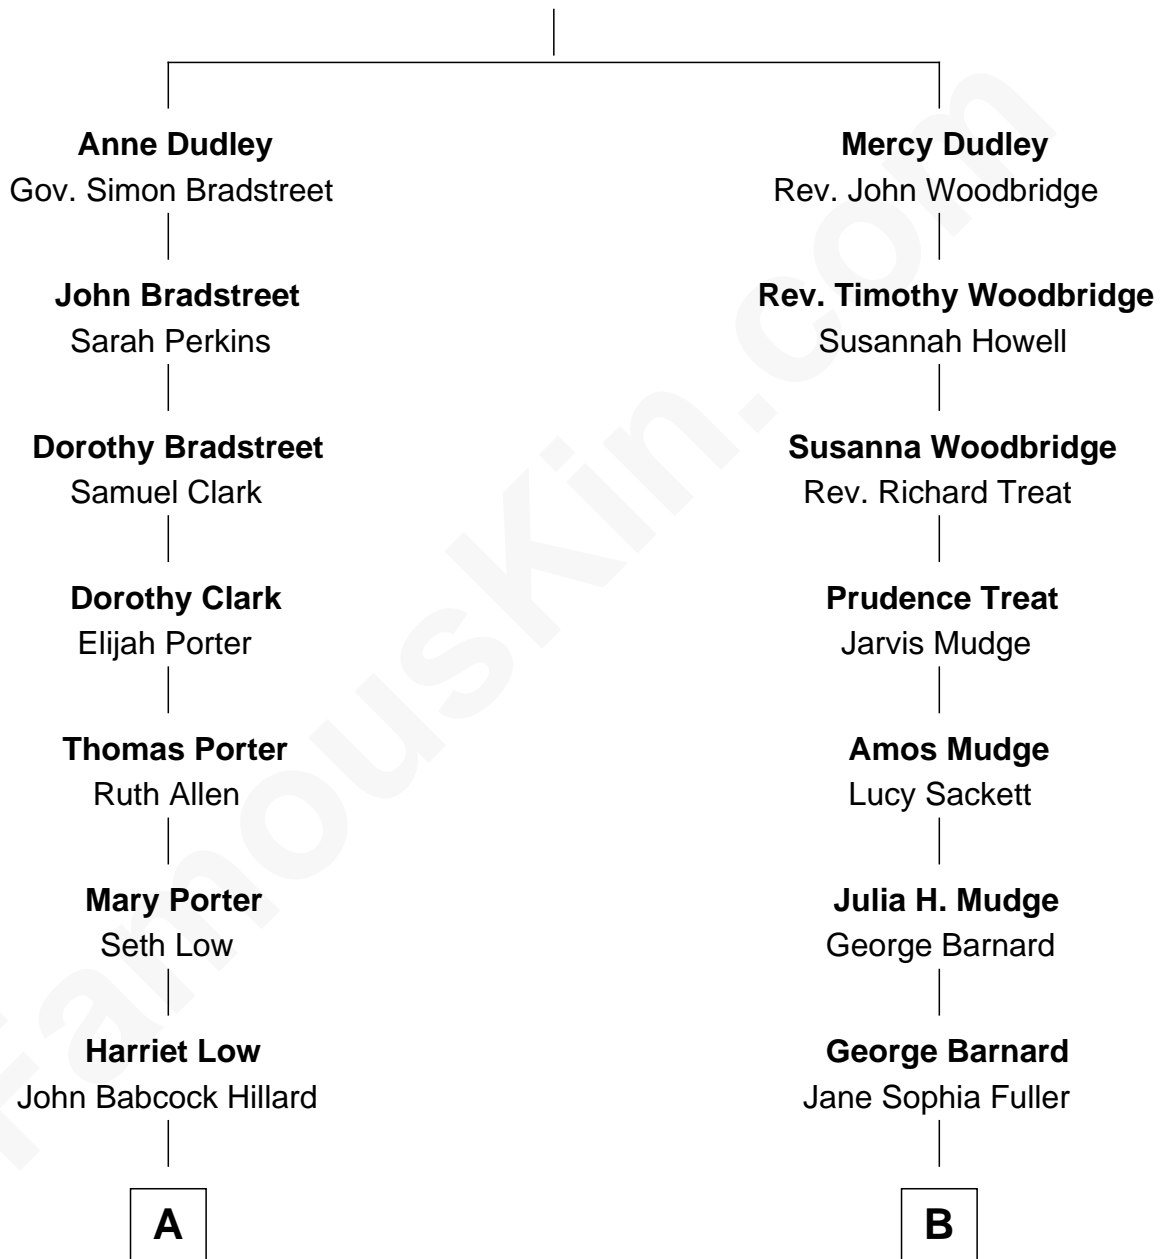 Anne Dudley
Gov. Simon Bradstreet
Mercy Dudley
Rev. John Woodbridge
John Bradstreet
Sarah Perkins
Rev. Timothy Woodbridge
Susannah Howell
Dorothy Bradstreet
Samuel Clark
Susanna Woodbridge
Rev. Richard Treat
Dorothy Clark
Elijah Porter
Prudence Treat
Jarvis Mudge
Thomas Porter
Ruth Allen
Amos Mudge
Lucy Sackett
Mary Porter
Seth Low
Julia H. Mudge
George Barnard
Harriet Low
John Babcock Hillard
George Barnard
Jane Sophia Fuller
A
B
FamousKin.com